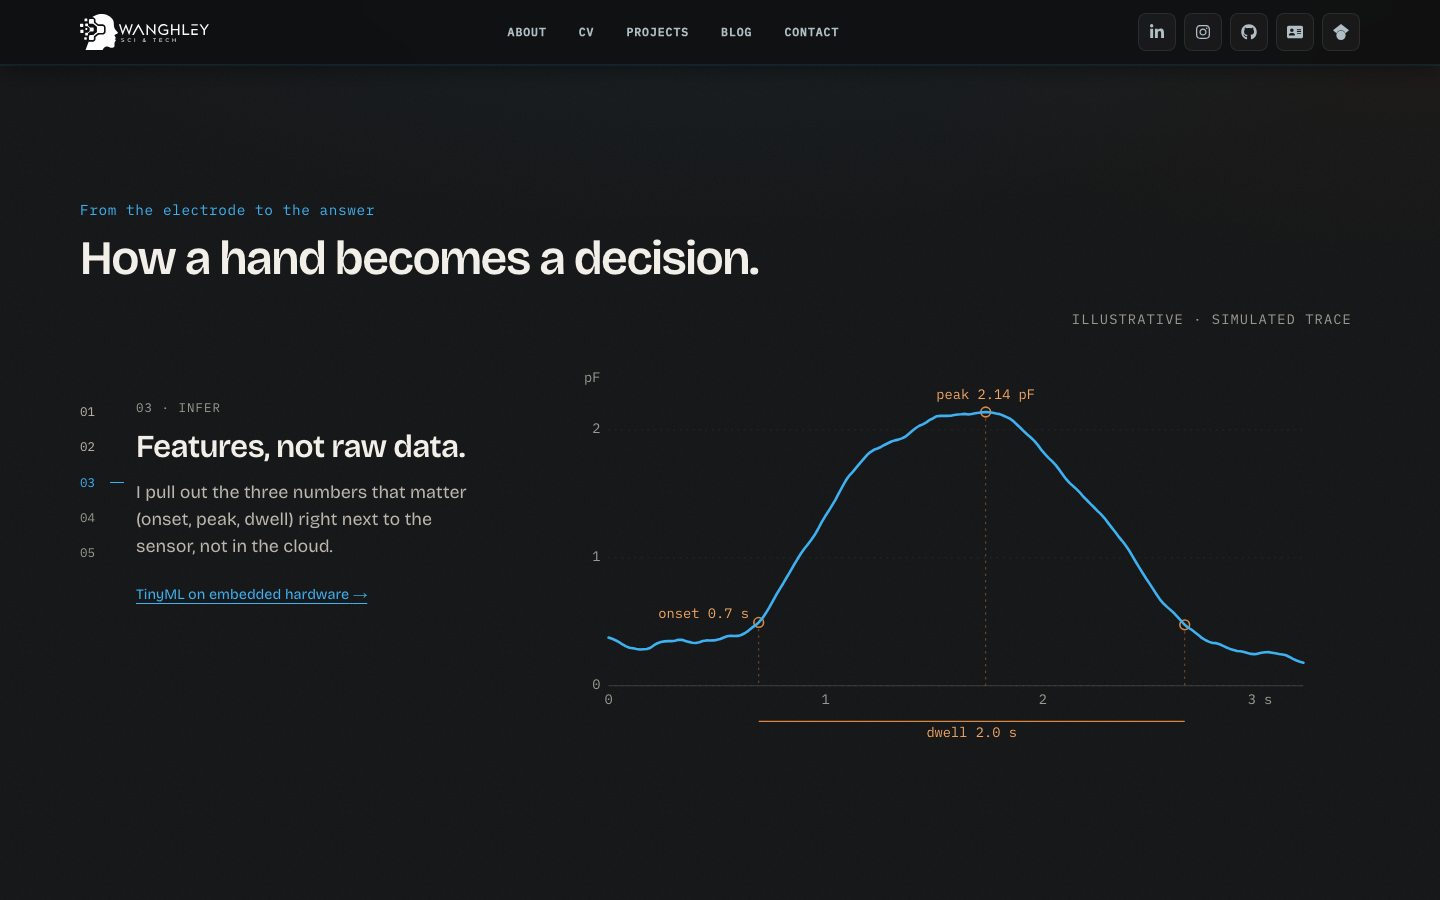 WANGHLEY
SCI & TECH
ABOUT CV PROJECTS BLOG CONTACT
From the electrode to the answer
How a hand becomes a decision.
ILLUSTRATIVE · SIMULATED TRACE
01
02
03
04
05
03 · INFER
Features, not raw data.
I pull out the three numbers that matter
(onset, peak, dwell) right next to the
sensor, not in the cloud.
TinyML on embedded hardware →
pF
peak 2.14 pF
2
1
onset 0.7 s
0
0 1 2 3 s
dwell 2.0 s